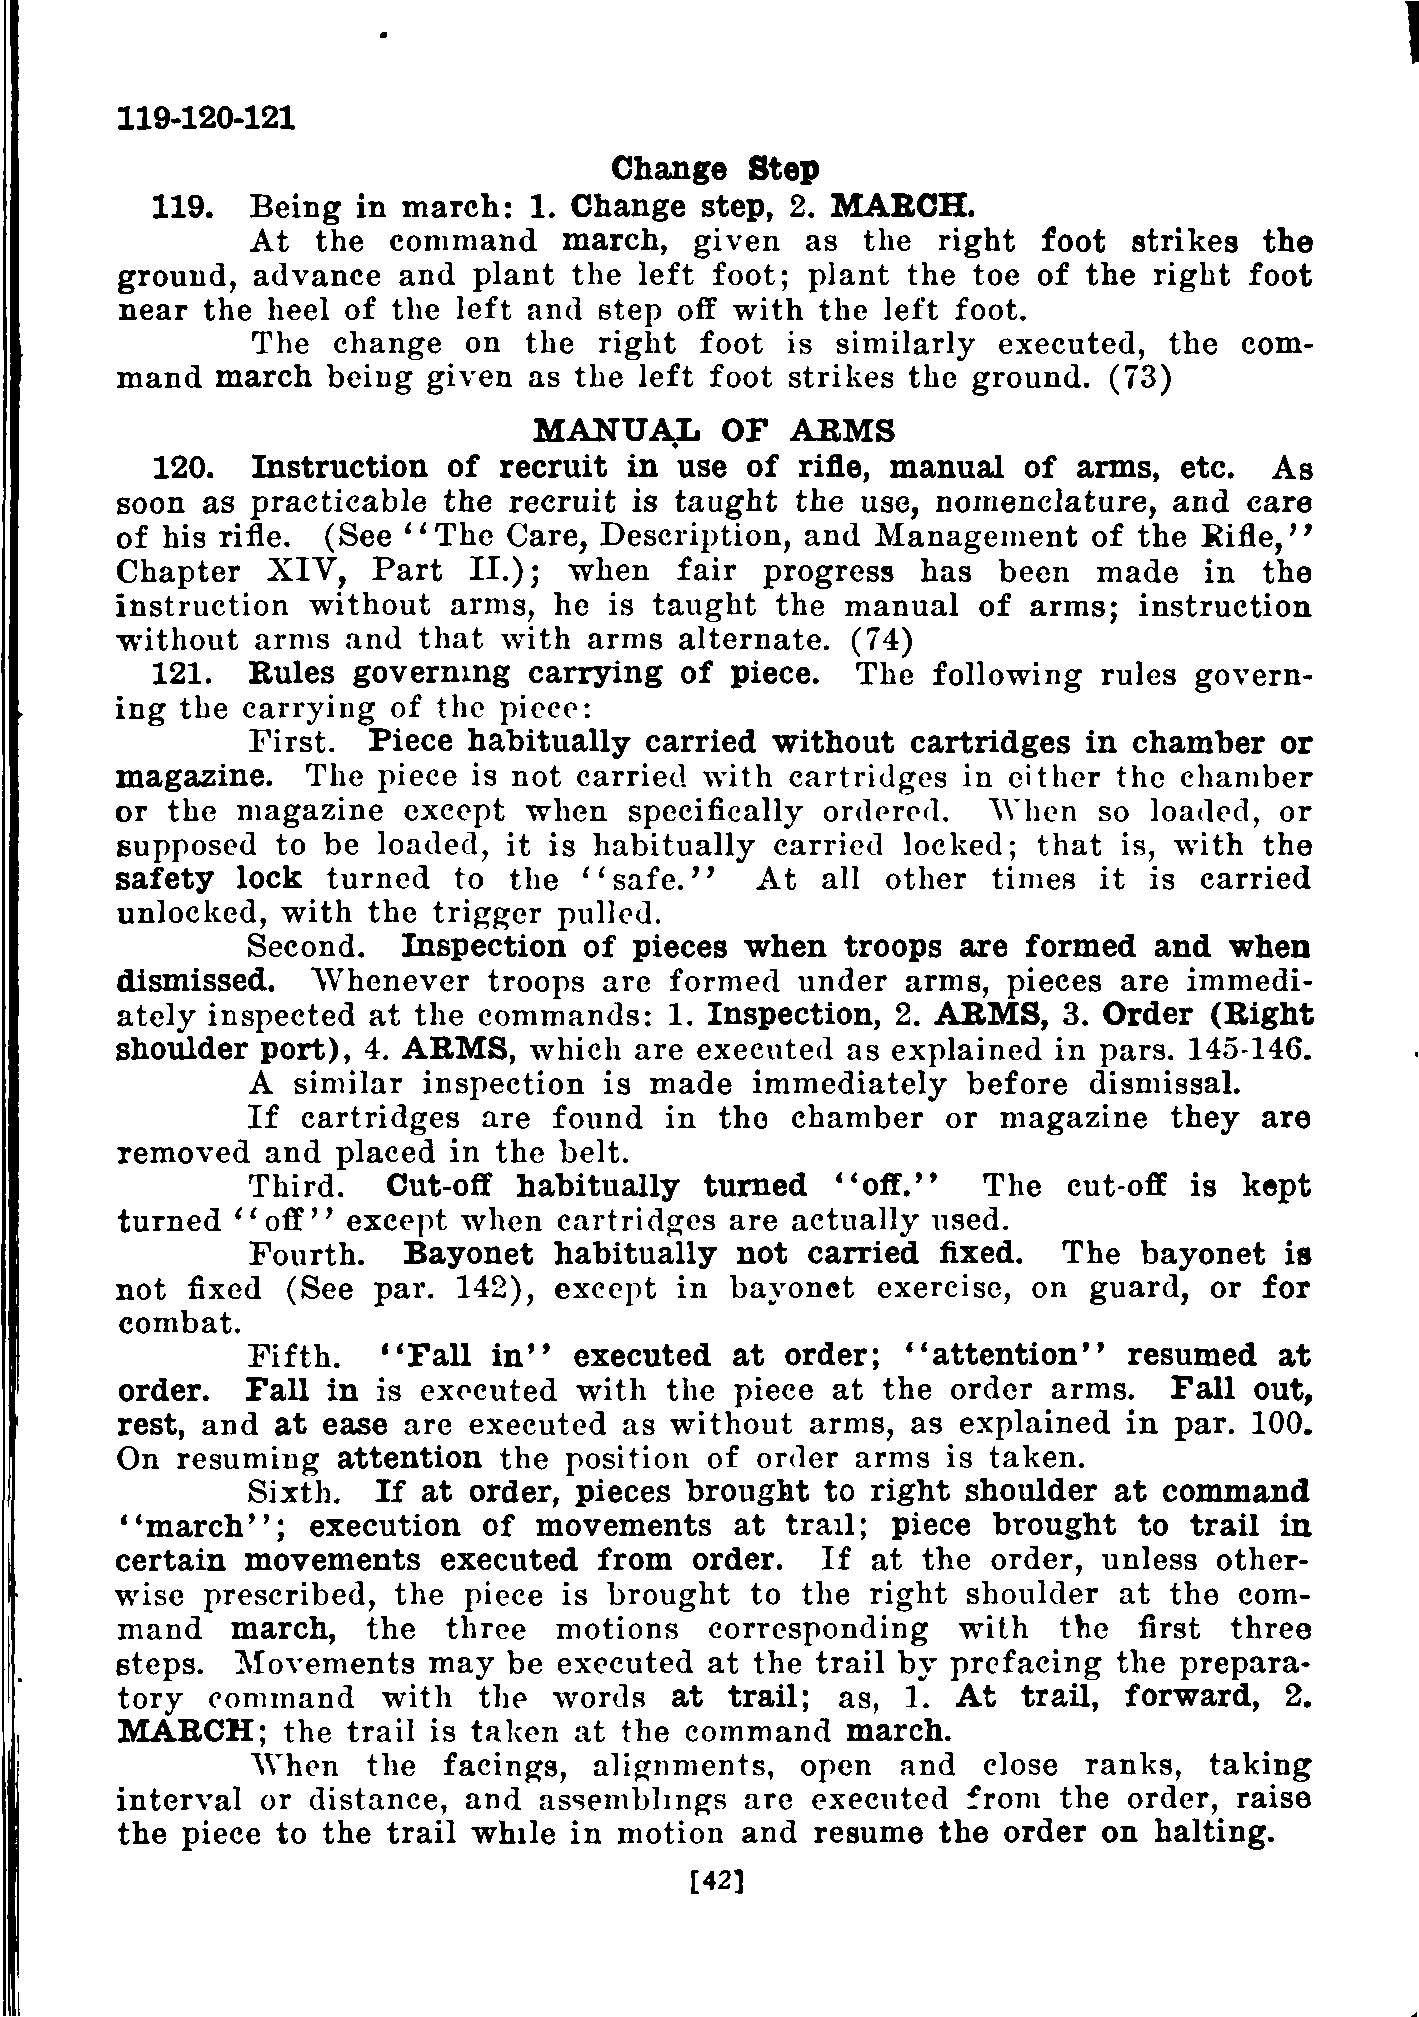 119-120-121
Change Step
119. Being in march: 1. Change step, 2. MARCH.
At the command march, given as the right foot strikes the
ground, advance and plant the left foot; plant the toe of the right foot
near the heel of the left and step off with the left foot.
The change on the right foot is similarly executed, the com-
mand march being given as the left foot strikes the ground. (73)
MANUAL OF ARMS
120. Instruction of recruit in use of rifle, manual of arms, etc. As
soon as practicable the recruit is taught the use, nomenclature, and care
of his rifle. (See ‘‘The Care, Description, and Management of the Rifle,’’
Chapter XIV, Part II.); when fair progress has been made in the
instruction without arms, he is taught the manual of arms; instruction
without arms and that with arms alternate. (74)
121. Rules governing carrying of piece. The following rules govern-
ing the carrying of the piece:
First. Piece habitually carried without cartridges in chamber or
magazine. The piece is not carried with cartridges in either the chamber
or the magazine except when specifically ordered. When so loaded, or
supposed to be loaded, it is habitually carried locked; that is, with the
safety lock turned to the ‘‘safe.’’ At all other times it is carried
unlocked, with the trigger pulled.
Second. Inspection of pieces when troops are formed and when
dismissed. Whenever troops are formed under arms, pieces are immedi-
ately inspected at the commands: 1. Inspection, 2. ARMS, 3. Order (Right
shoulder port), 4. ARMS, which are executed as explained in pars. 145-146.
A similar inspection is made immediately before dismissal.
If cartridges are found in the chamber or magazine they are
removed and placed in the belt.
Third. Cut-off habitually turned ‘‘off.’’ The cut-off is kept
turned ‘‘off’’ except when cartridges are actually used.
Fourth. Bayonet habitually not carried fixed. The bayonet is
not fixed (See par. 142), except in bayonet exercise, on guard, or for
combat.
Fifth. ‘‘Fall in’’ executed at order; ‘‘attention’’ resumed at
order. Fall in is executed with the piece at the order arms. Fall out,
rest, and at ease are executed as without arms, as explained in par. 100.
On resuming attention the position of order arms is taken.
Sixth. If at order, pieces brought to right shoulder at command
‘‘march’’; execution of movements at trail; piece brought to trail in
certain movements executed from order. If at the order, unless other-
wise prescribed, the piece is brought to the right shoulder at the com-
mand march, the three motions corresponding with the first three
steps. Movements may be executed at the trail by prefacing the prepara-
tory command with the words at trail; as, 1. At trail, forward, 2.
MARCH; the trail is taken at the command march.
When the facings, alignments, open and close ranks, taking
interval or distance, and assemblings are executed from the order, raise
the piece to the trail while in motion and resume the order on halting.
[42]